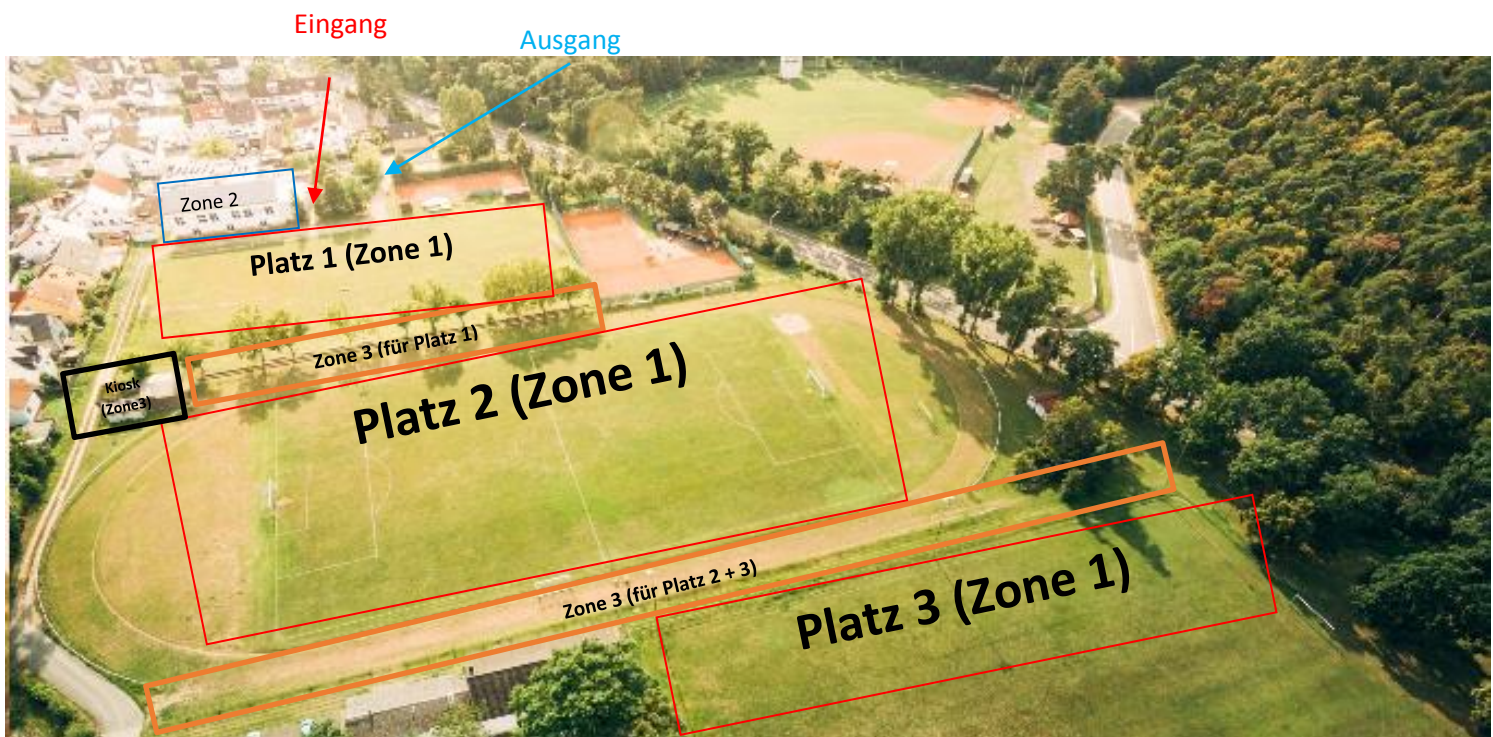 Eingang
Ausgang
Zone 2
Platz 1 (Zone 1)
Zone 3 (für Platz 1)
Kiosk
(Zone3)
Platz 2 (Zone 1)
Zone 3 (für Platz 2 + 3)
Platz 3 (Zone 1)